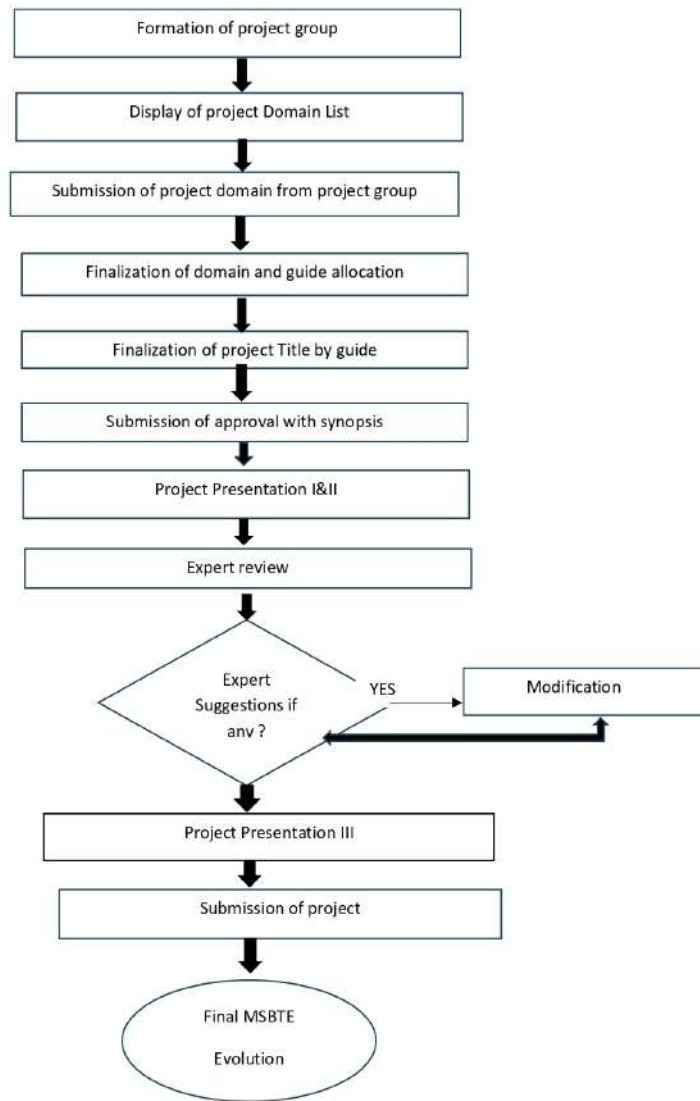 Formation of project group
Display of project Domain List
Submission of project domain from project group
Finalization of domain and guide allocation
Finalization of project Title by guide
Submission of approval with synopsis
Project Presentation I&II
Expert review
Expert
Suggestions if
any ?
YES
Modification
Project Presentation III
Submission of project
Final MSBTE
Evolution